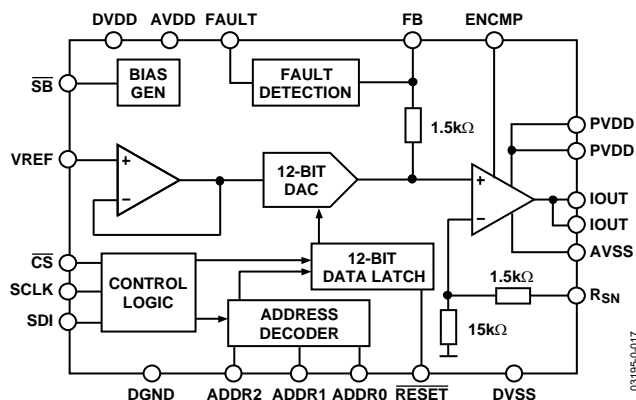 DVDD AVDD FAULT FB ENCMP
SB
BIAS
GEN
FAULT
DETECTION
1.5kΩ
PVDD
PVDD
VREF
+
−
12-BIT
DAC
+
−
IOUT
IOUT
AVSS
CS
SCLK
SDI
CONTROL
LOGIC
12-BIT
DATA LATCH
ADDRESS
DECODER
1.5kΩ
RSN
15kΩ
DGND ADDR2 ADDR1 ADDR0 RESET DVSS
03195-0-017